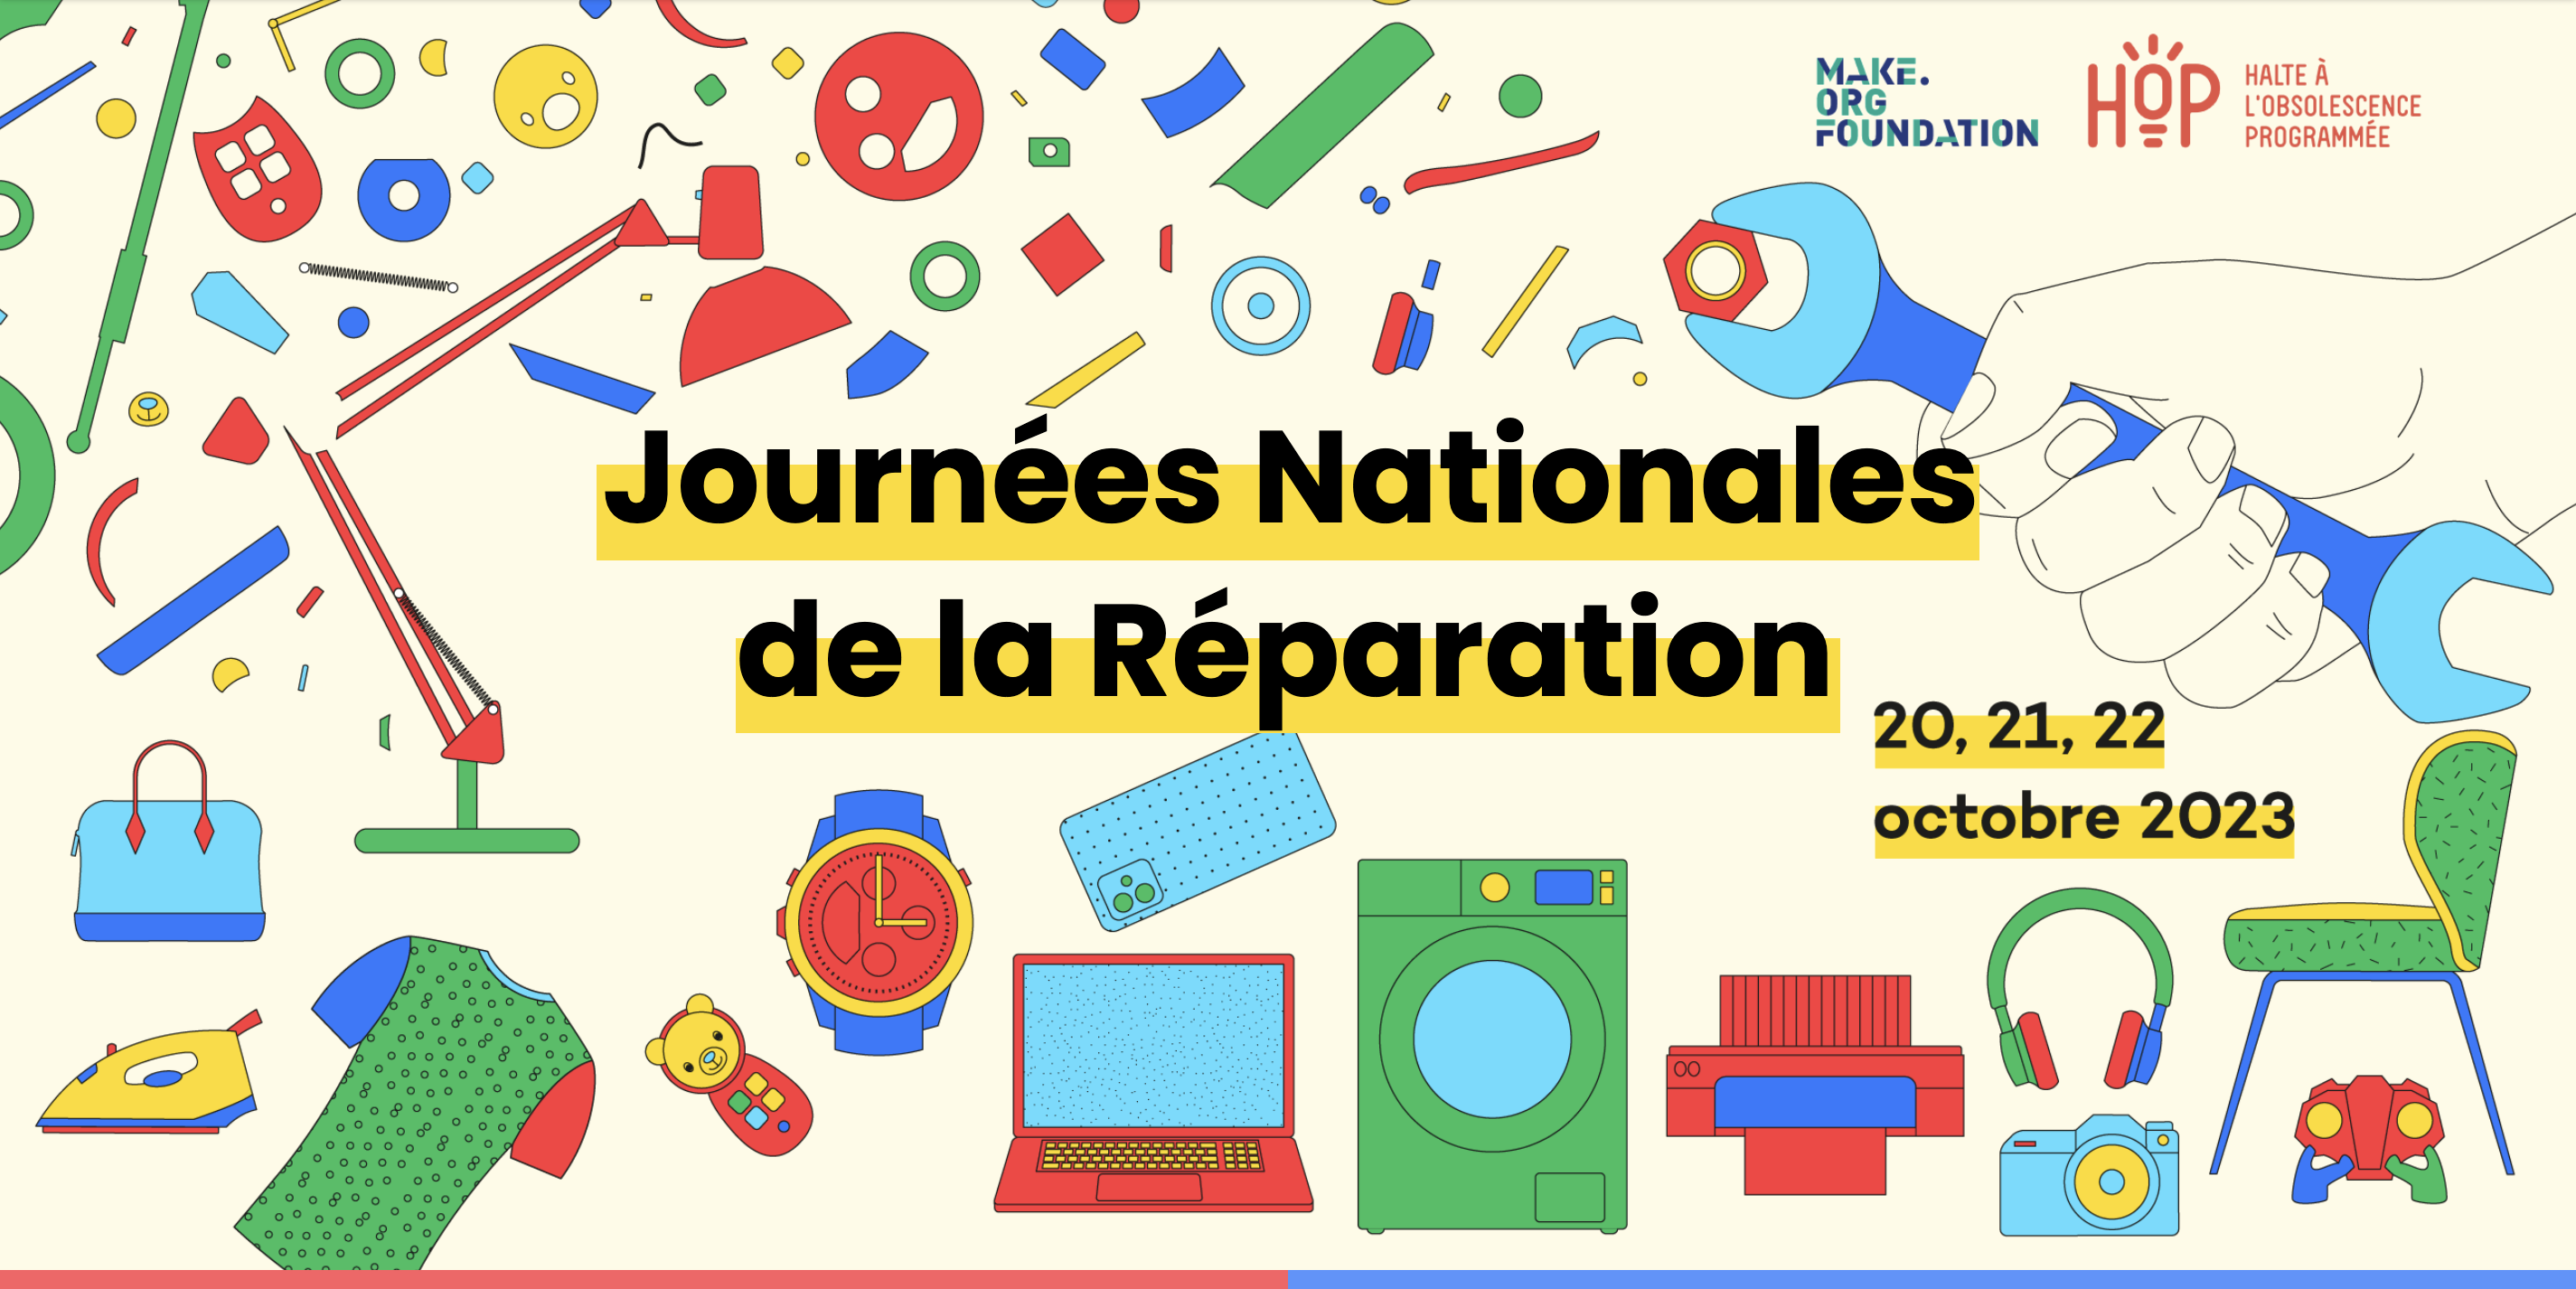 MAKE.
ORG
FOUNDATION
HOP
HALTE À
L'OBSOLESCENCE
PROGRAMMÉE
Journées Nationales
de la Réparation
20, 21, 22
octobre 2023